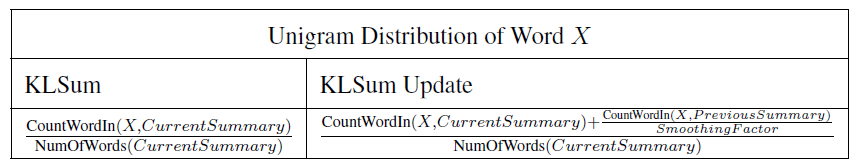 Unigram Distribution of Word X
KLSum
KLSum Update
CountWordIn(X,CurrentSummary)
NumOfWords(CurrentSummary)
CountWordIn(X,CurrentSummary)+
CountWordIn(X,PreviousSummary)
SmoothingFactor
NumOfWords(CurrentSummary)